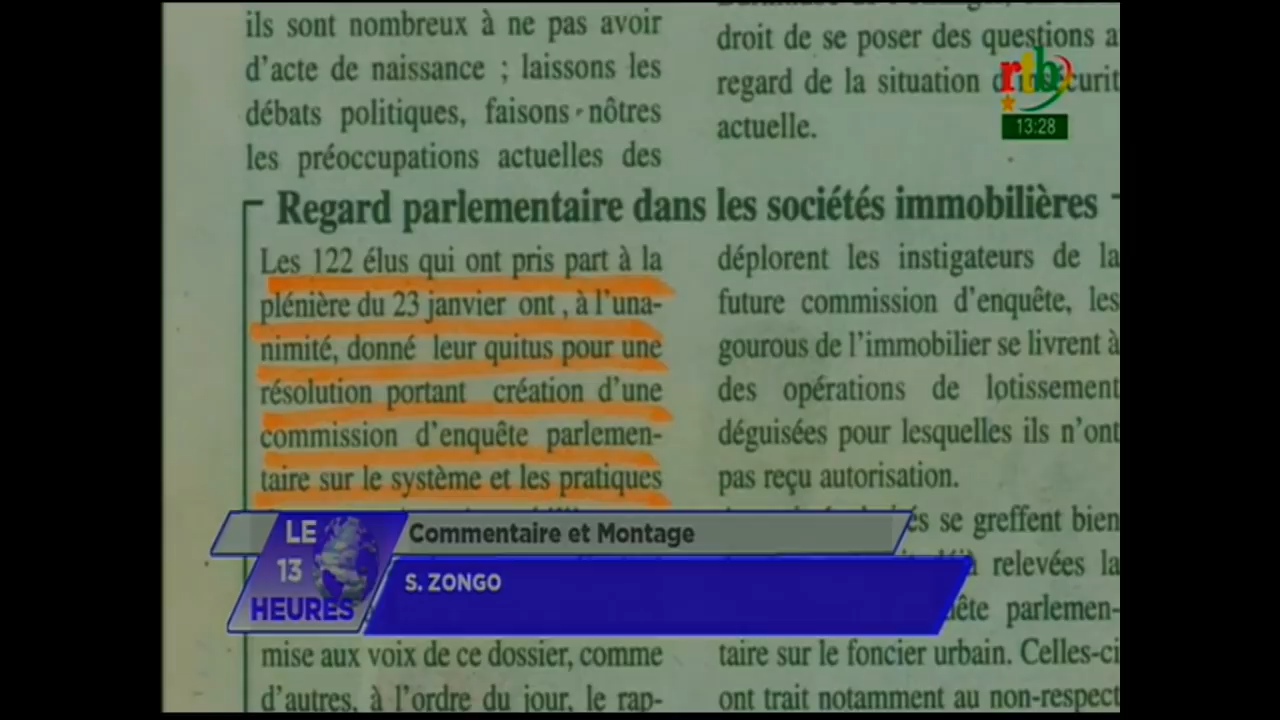 ils sont nombreux à ne pas avoir
d'acte de naissance ; laissons les
débats politiques, faisons-nôtres
les préoccupations actuelles des
droit de se poser des questions a
regard de la situation
actuelle.
rtb
13:28
Regard parlementaire dans les sociétés immobilières
Les 122 élus qui ont pris part à la
plénière du 23 janvier ont , à l'una-
nimité, donné leur quitus pour une
résolution portant création d'une
commission d'enquête parlemen-
taire sur le système et les pratiques
mise aux voix de ce dossier, comme
d'autres, à l'ordre du jour, le rap-
déplorent les instigateurs de la
future commission d'enquête, les
gourous de l'immobilier se livrent à
des opérations de lotissement
déguisées pour lesquelles ils n'ont
pas reçu autorisation.
se greffent bien
relevées la
parlemen-
taire sur le foncier urbain. Celles-ci
ont trait notamment au non-respect
LE
13
HEURES
Commentaire et Montage
S. ZONGO